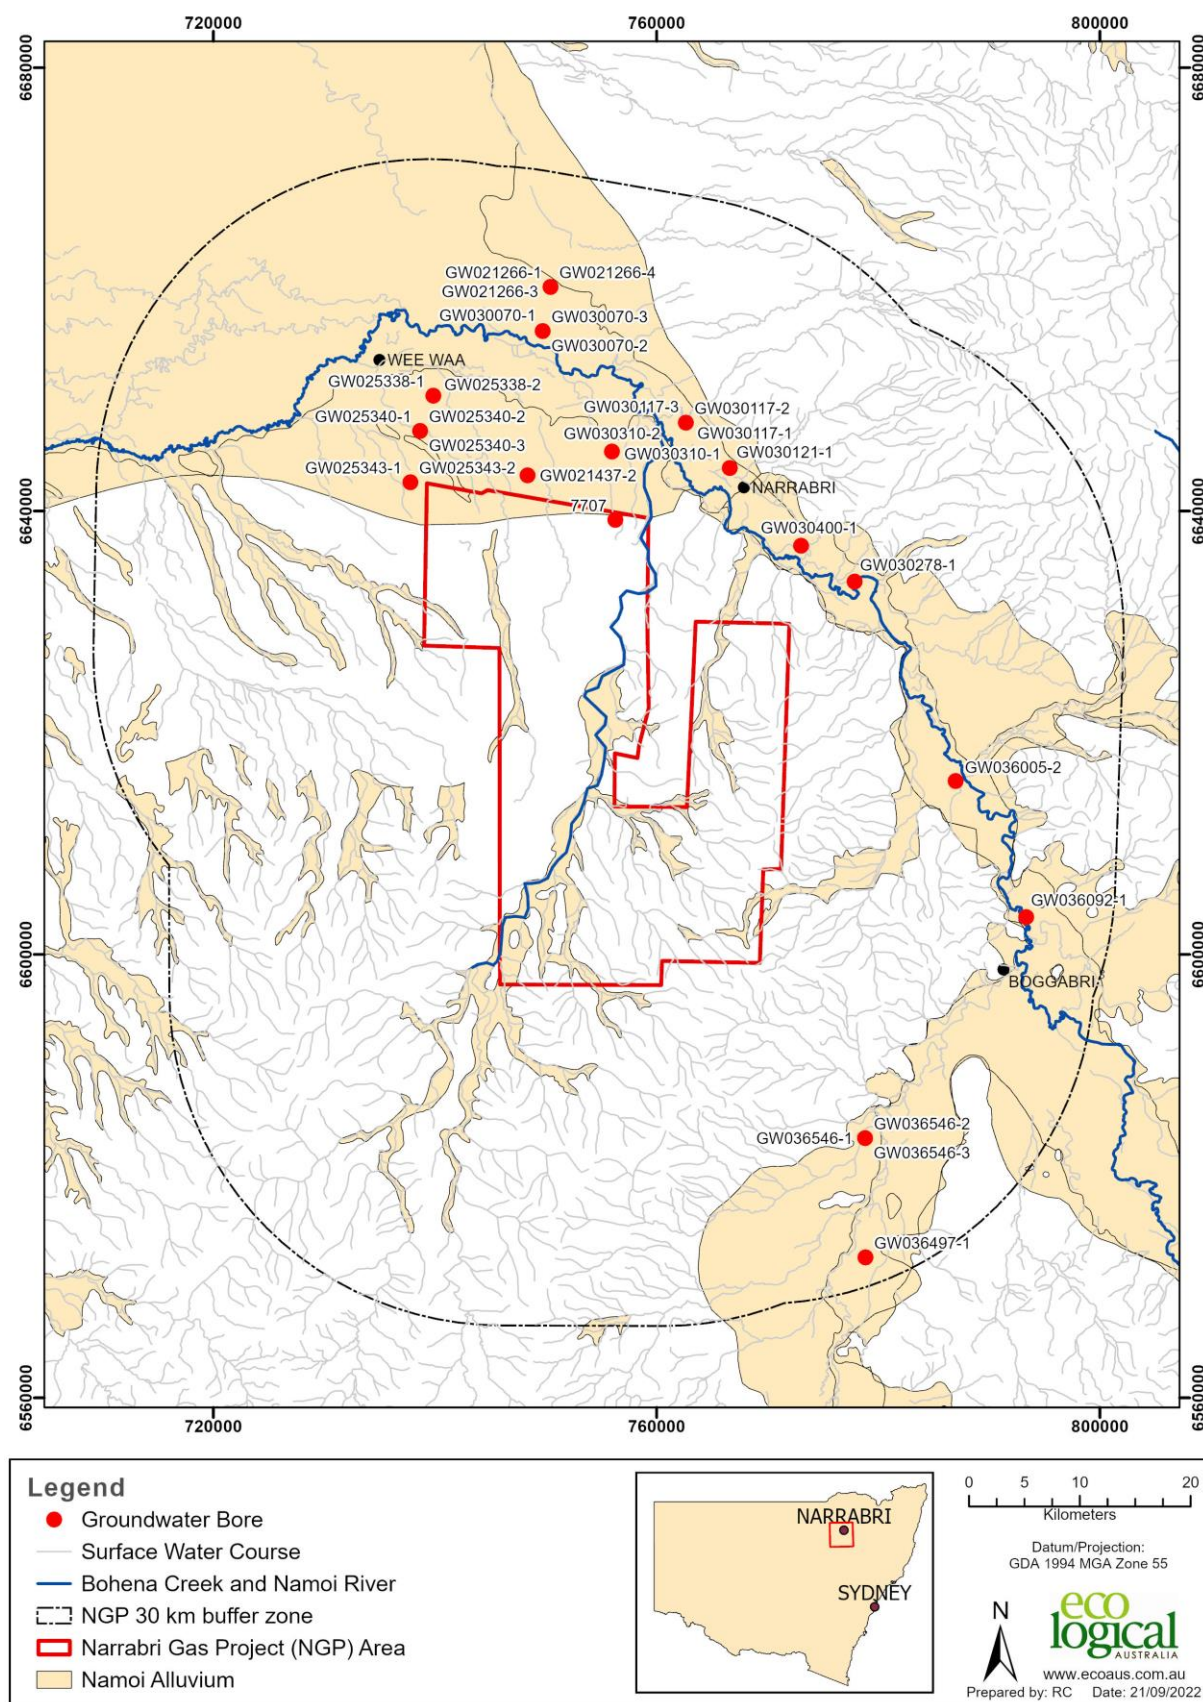 720000 760000 800000
6680000 6680000
GW021266-1 GW021266-4
GW021266-3
GW030070-1 GW030070-3
GW030070-2
WEE WAA
GW025338-1 GW025338-2
GW030117-3 GW030117-2
GW025340-1 GW025340-2
GW030310-2 GW030117-1
GW025340-3
GW030310-1 GW030121-1
GW025343-1 GW025343-2 GW021437-2
NARRABRI
6640000 6640000
7707
GW030400-1
GW030278-1
GW036005-2
GW036092-1
6600000 6600000
BOGGABRI
GW036546-2
GW036546-1
GW036546-3
GW036497-1
6560000 6560000
720000 760000 800000
Legend
Groundwater Bore
Surface Water Course
Bohena Creek and Namoi River
NGP 30 km buffer zone
Narrabri Gas Project (NGP) Area
Namoi Alluvium
NARRABRI
SYDNEY
0 5 10 20
Kilometers
Datum/Projection:
GDA 1994 MGA Zone 55
N
eco
logical
AUSTRALIA
www.ecoaus.com.au
Prepared by: RC Date: 21/09/2022